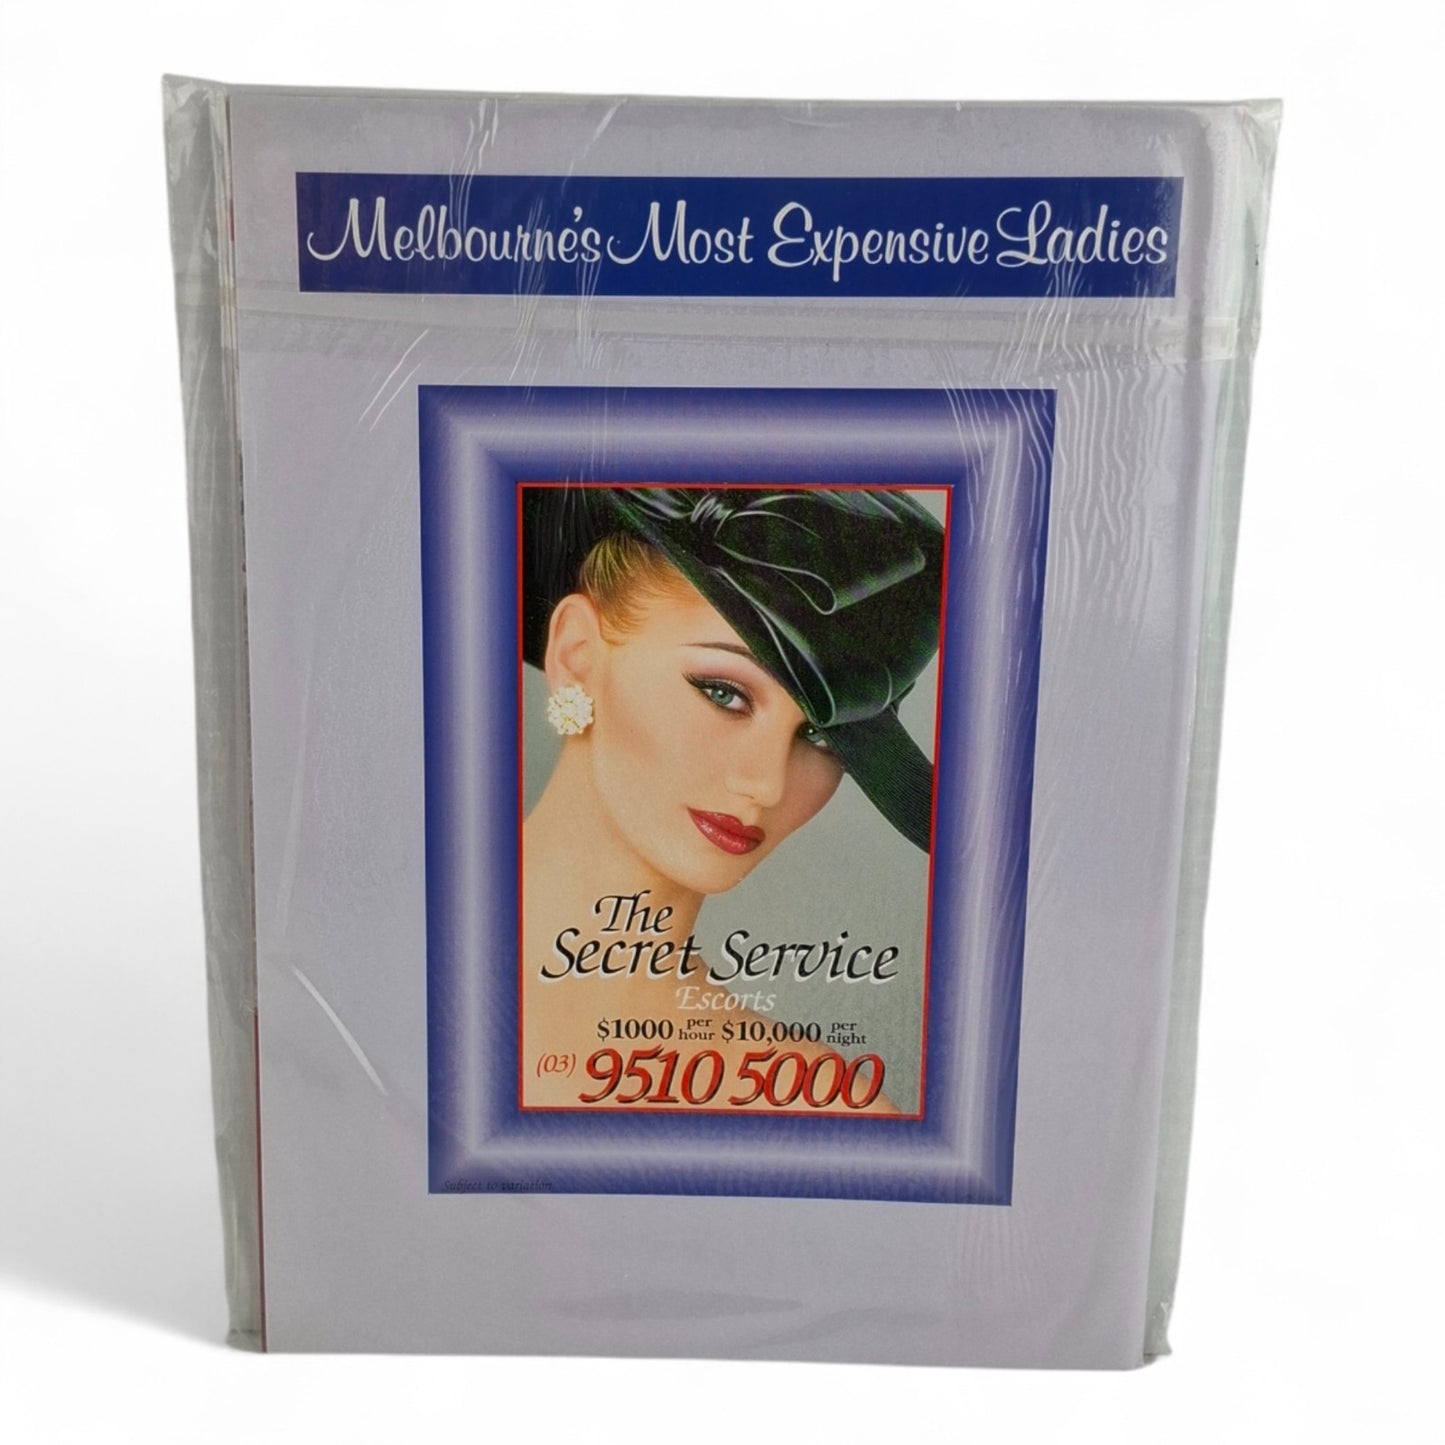 Melbourne's Most Expensive Ladies
The
Secret Service
Escorts
$1000 per hour $10,000 per night
(03) 9510 5000
Subject to variation